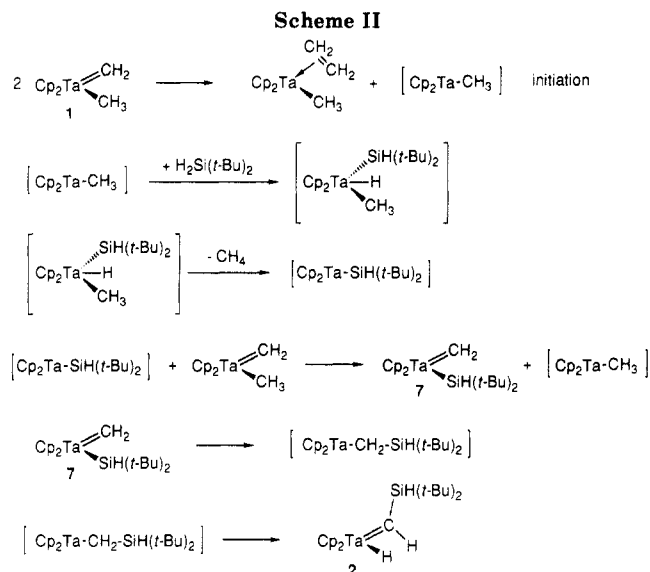 Scheme II
2 Cp2Ta CH2 CH3 1 → Cp2Ta CH2 CH2 CH3 + [Cp2Ta-CH3] initiation
[Cp2Ta-CH3] + H2Si(t-Bu)2 → [Cp2Ta SiH(t-Bu)2 H CH3]
[Cp2Ta SiH(t-Bu)2 H CH3] - CH4 → [Cp2Ta-SiH(t-Bu)2]
[Cp2Ta-SiH(t-Bu)2] + Cp2Ta CH2 CH3 → Cp2Ta CH2 SiH(t-Bu)2 7 + [Cp2Ta-CH3]
Cp2Ta CH2 SiH(t-Bu)2 7 → [Cp2Ta-CH2-SiH(t-Bu)2]
[Cp2Ta-CH2-SiH(t-Bu)2] → SiH(t-Bu)2 C H Cp2Ta H 2